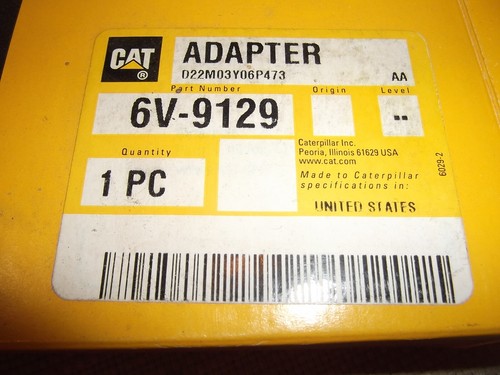 CAT ®
ADAPTER
D22M03Y06P473 AA
Part Number Origin Level
6V-9129 --
Quantity
1 PC
Caterpillar Inc.
Peoria, Illinois 61629 USA
www.cat.com
Made to Caterpillar
specifications in:
UNITED STATES
6029-2